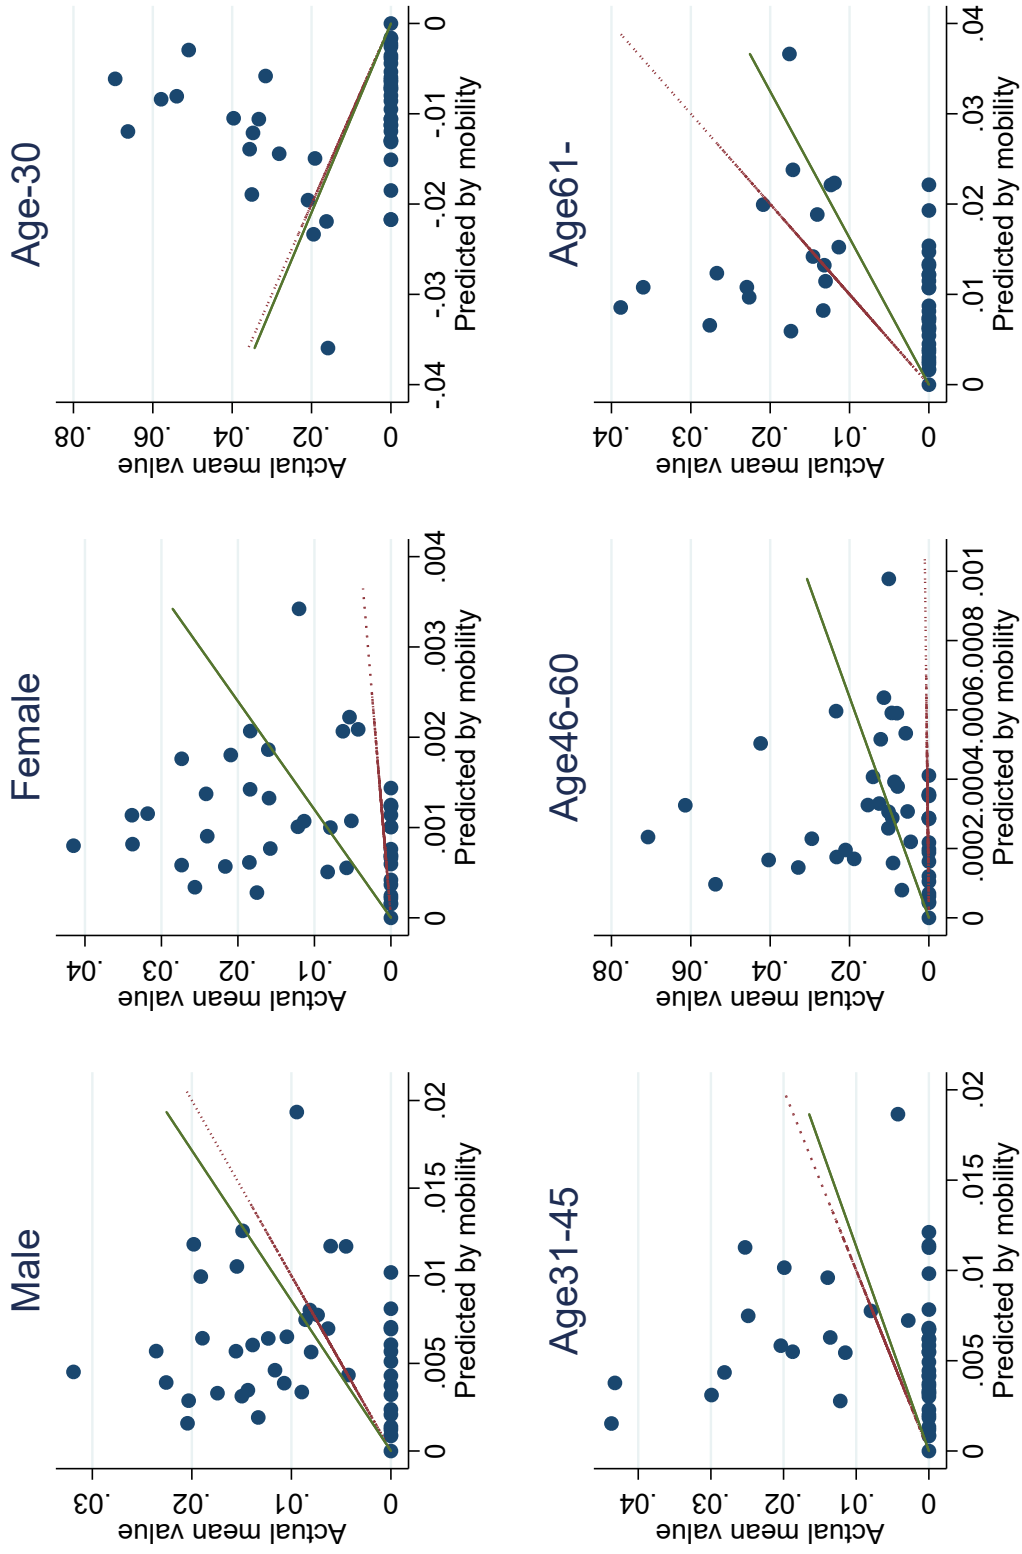 Male
Actual mean value
0 .01 .02 .03
0 .005 .01 .015 .02
Predicted by mobility
Female
Actual mean value
0 .01 .02 .03 .04
0 .001 .002 .003 .004
Predicted by mobility
Age-30
Actual mean value
0 .02 .04 .06 .08
-.04 -.03 -.02 -.01 0
Predicted by mobility
Age31-45
Actual mean value
0 .01 .02 .03 .04
0 .005 .01 .015 .02
Predicted by mobility
Age46-60
Actual mean value
0 .02 .04 .06 .08
0 .0002 .0004 .0006 .0008 .001
Predicted by mobility
Age61-
Actual mean value
0 .01 .02 .03 .04
0 .01 .02 .03 .04
Predicted by mobility